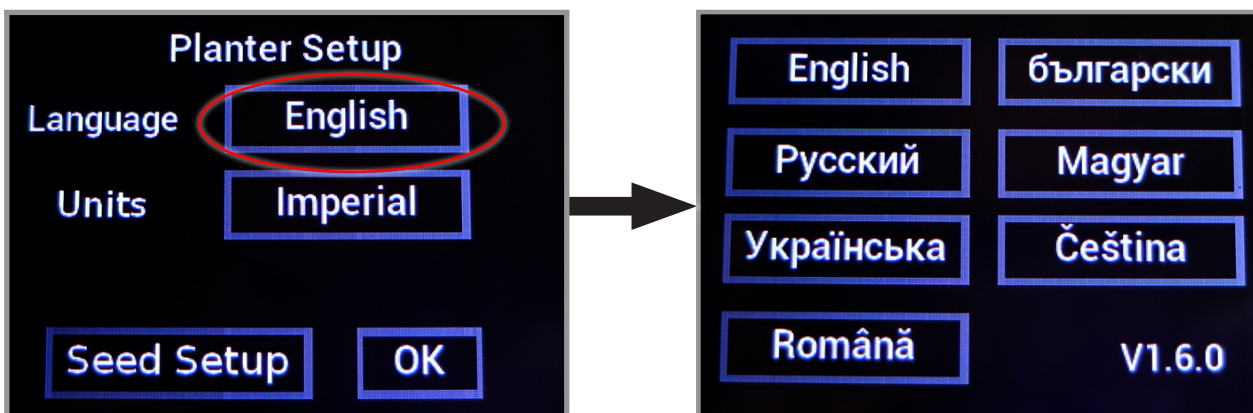 Planter Setup
Language English
Units Imperial
Seed Setup OK
English български
Русский Magyar
Українська Čeština
Română V1.6.0